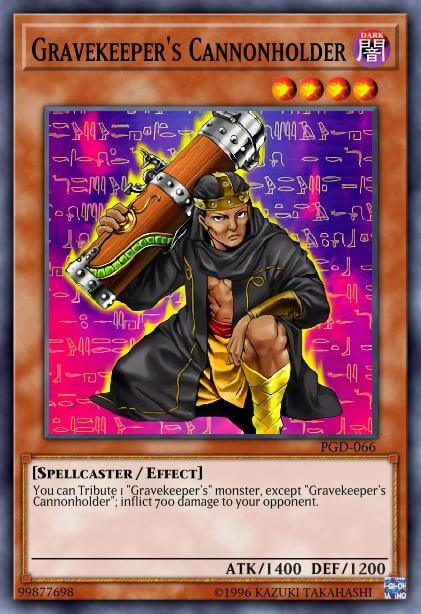 GRAVEKEEPER'S CANNONHOLDER
DARK
闇
PGD-066
[SPELLCASTER / EFFECT]
You can Tribute 1 "Gravekeeper's" monster, except "Gravekeeper's
Cannonholder"; inflict 700 damage to your opponent.
ATK/1400 DEF/1200
99877698
©1996 KAZUKI TAKAHASHI